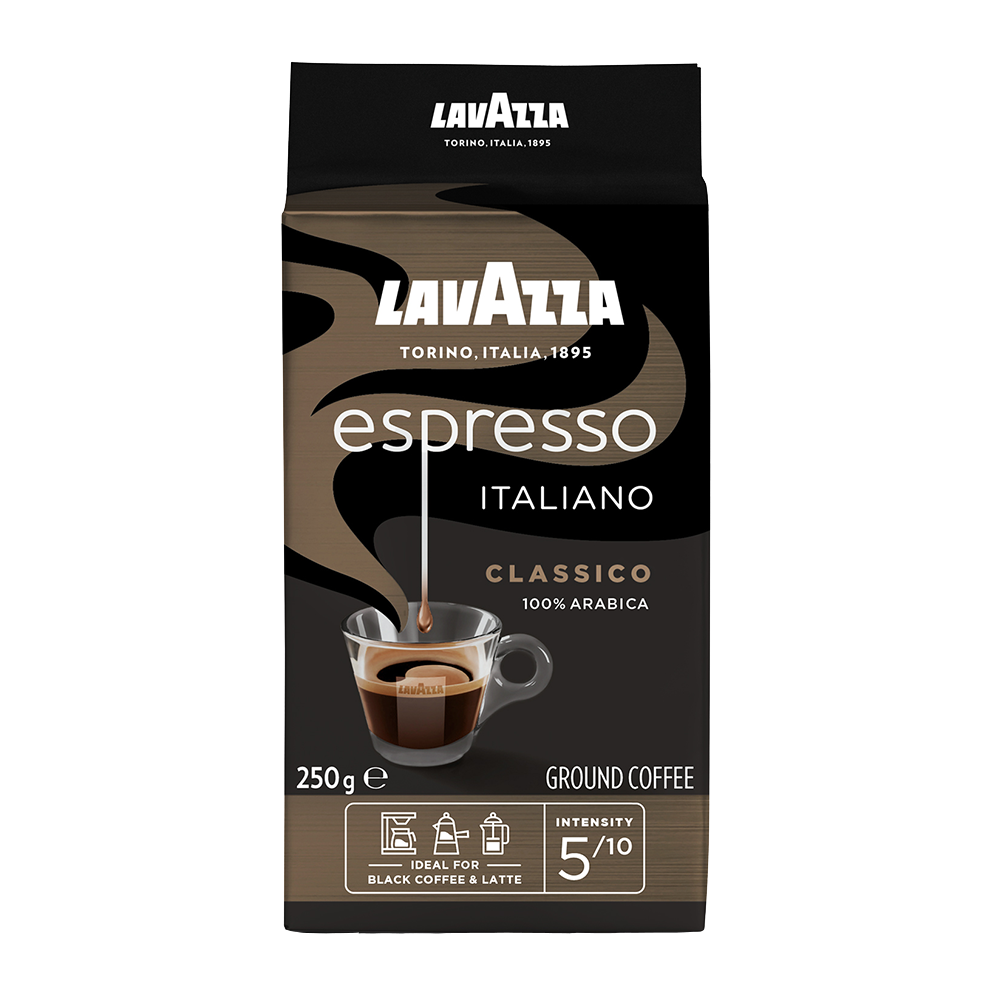 LAVAZZA
TORINO, ITALIA, 1895
LAVAZZA
TORINO, ITALIA, 1895
espresso
ITALIANO
CLASSICO
100% ARABICA
LAVAZZA
250 g ℮
GROUND COFFEE
IDEAL FOR
BLACK COFFEE & LATTE
INTENSITY
5/10